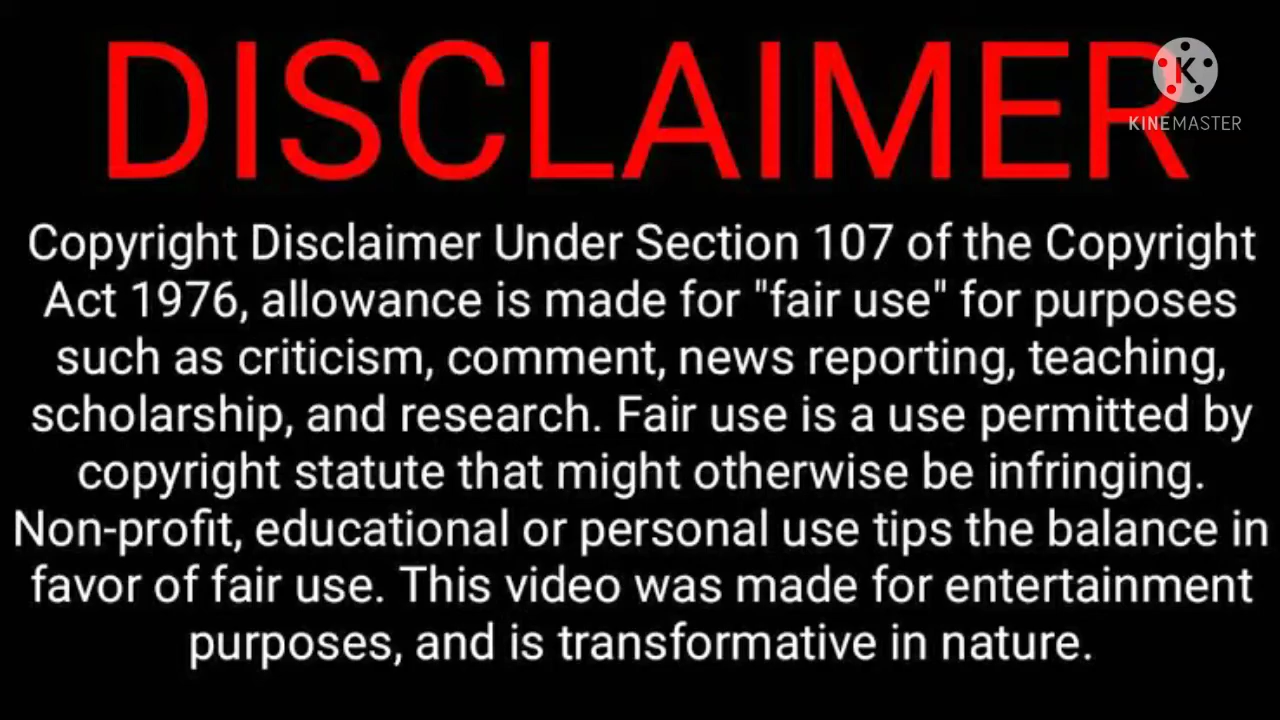 DISCLAIMER
KINEMASTER
Copyright Disclaimer Under Section 107 of the Copyright
Act 1976, allowance is made for "fair use" for purposes
such as criticism, comment, news reporting, teaching,
scholarship, and research. Fair use is a use permitted by
copyright statute that might otherwise be infringing.
Non-profit, educational or personal use tips the balance in
favor of fair use. This video was made for entertainment
purposes, and is transformative in nature.